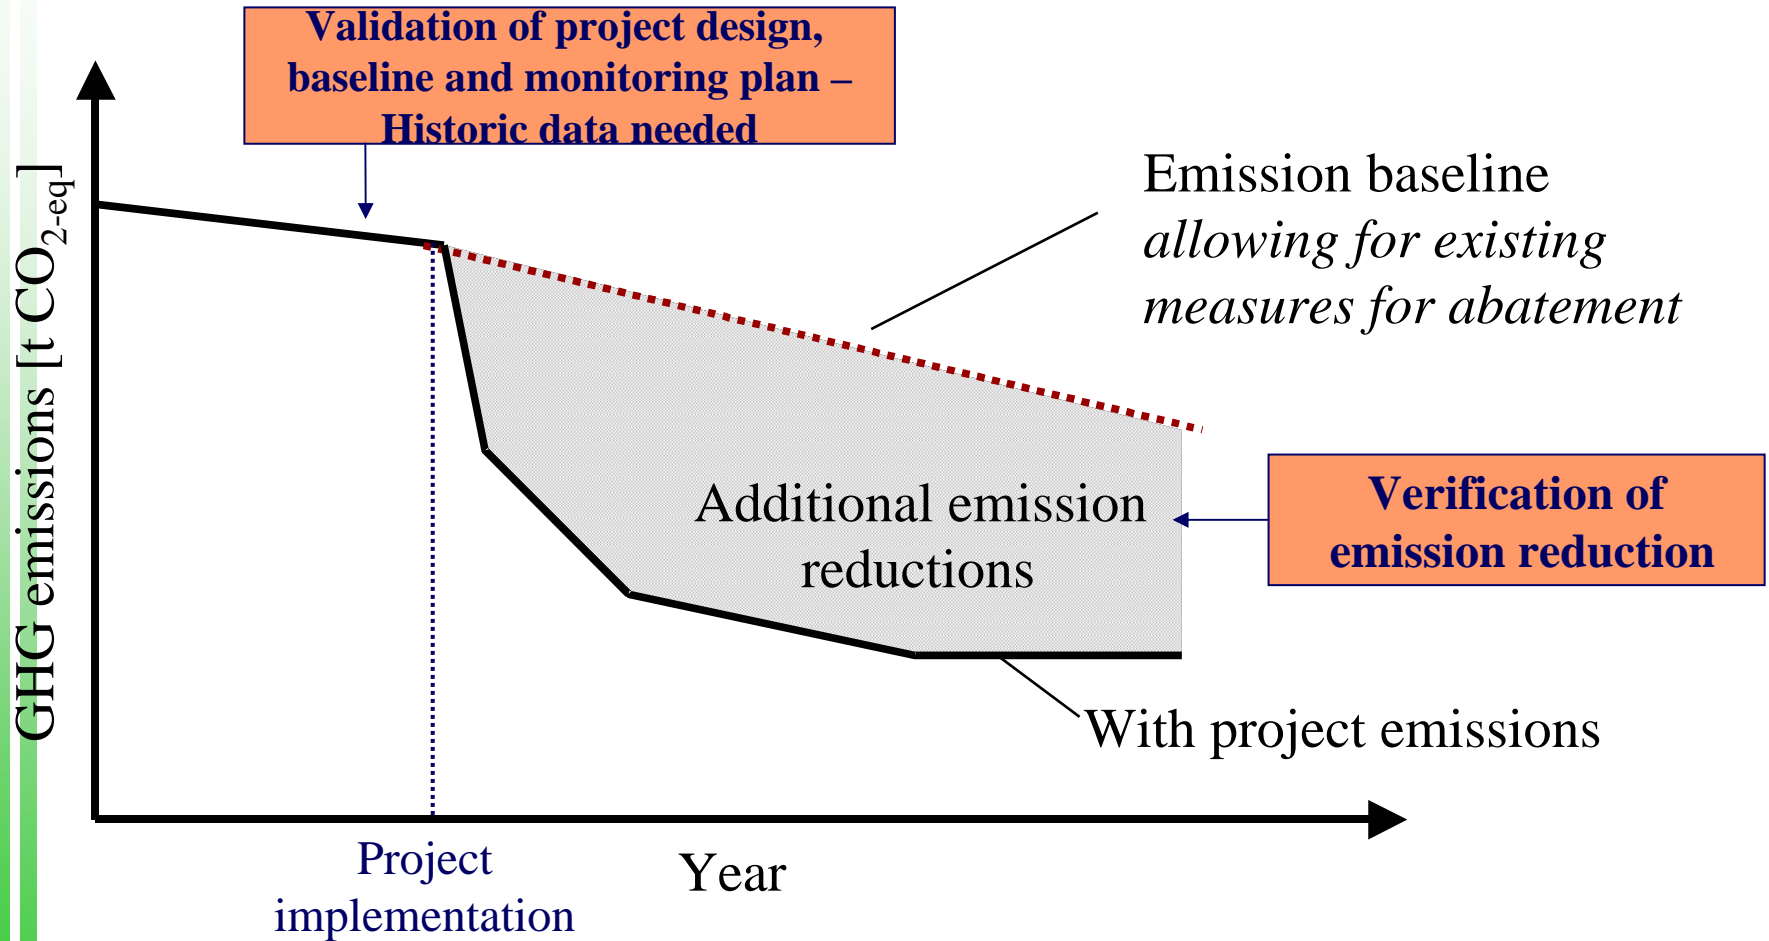 Validation of project design,
baseline and monitoring plan –
Historic data needed
GHG emissions [t CO2-eq]
Emission baseline
allowing for existing
measures for abatement
Additional emission
reductions
Verification of
emission reduction
With project emissions
Project
implementation
Year